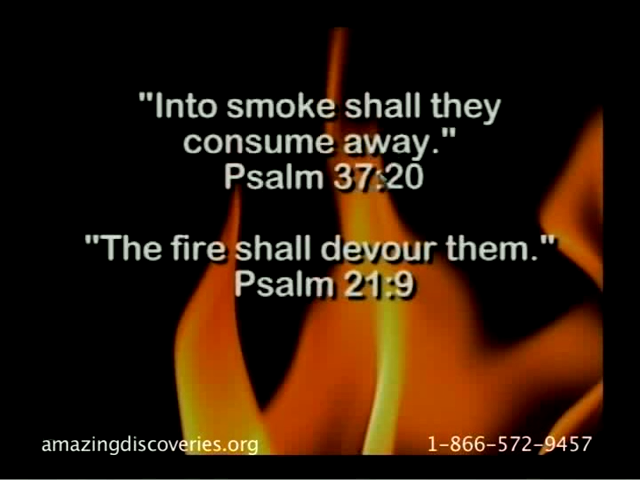 "Into smoke shall they
consume away."
Psalm 37:20
"The fire shall devour them."
Psalm 21:9
amazingdiscoveries.org
1-866-572-9457